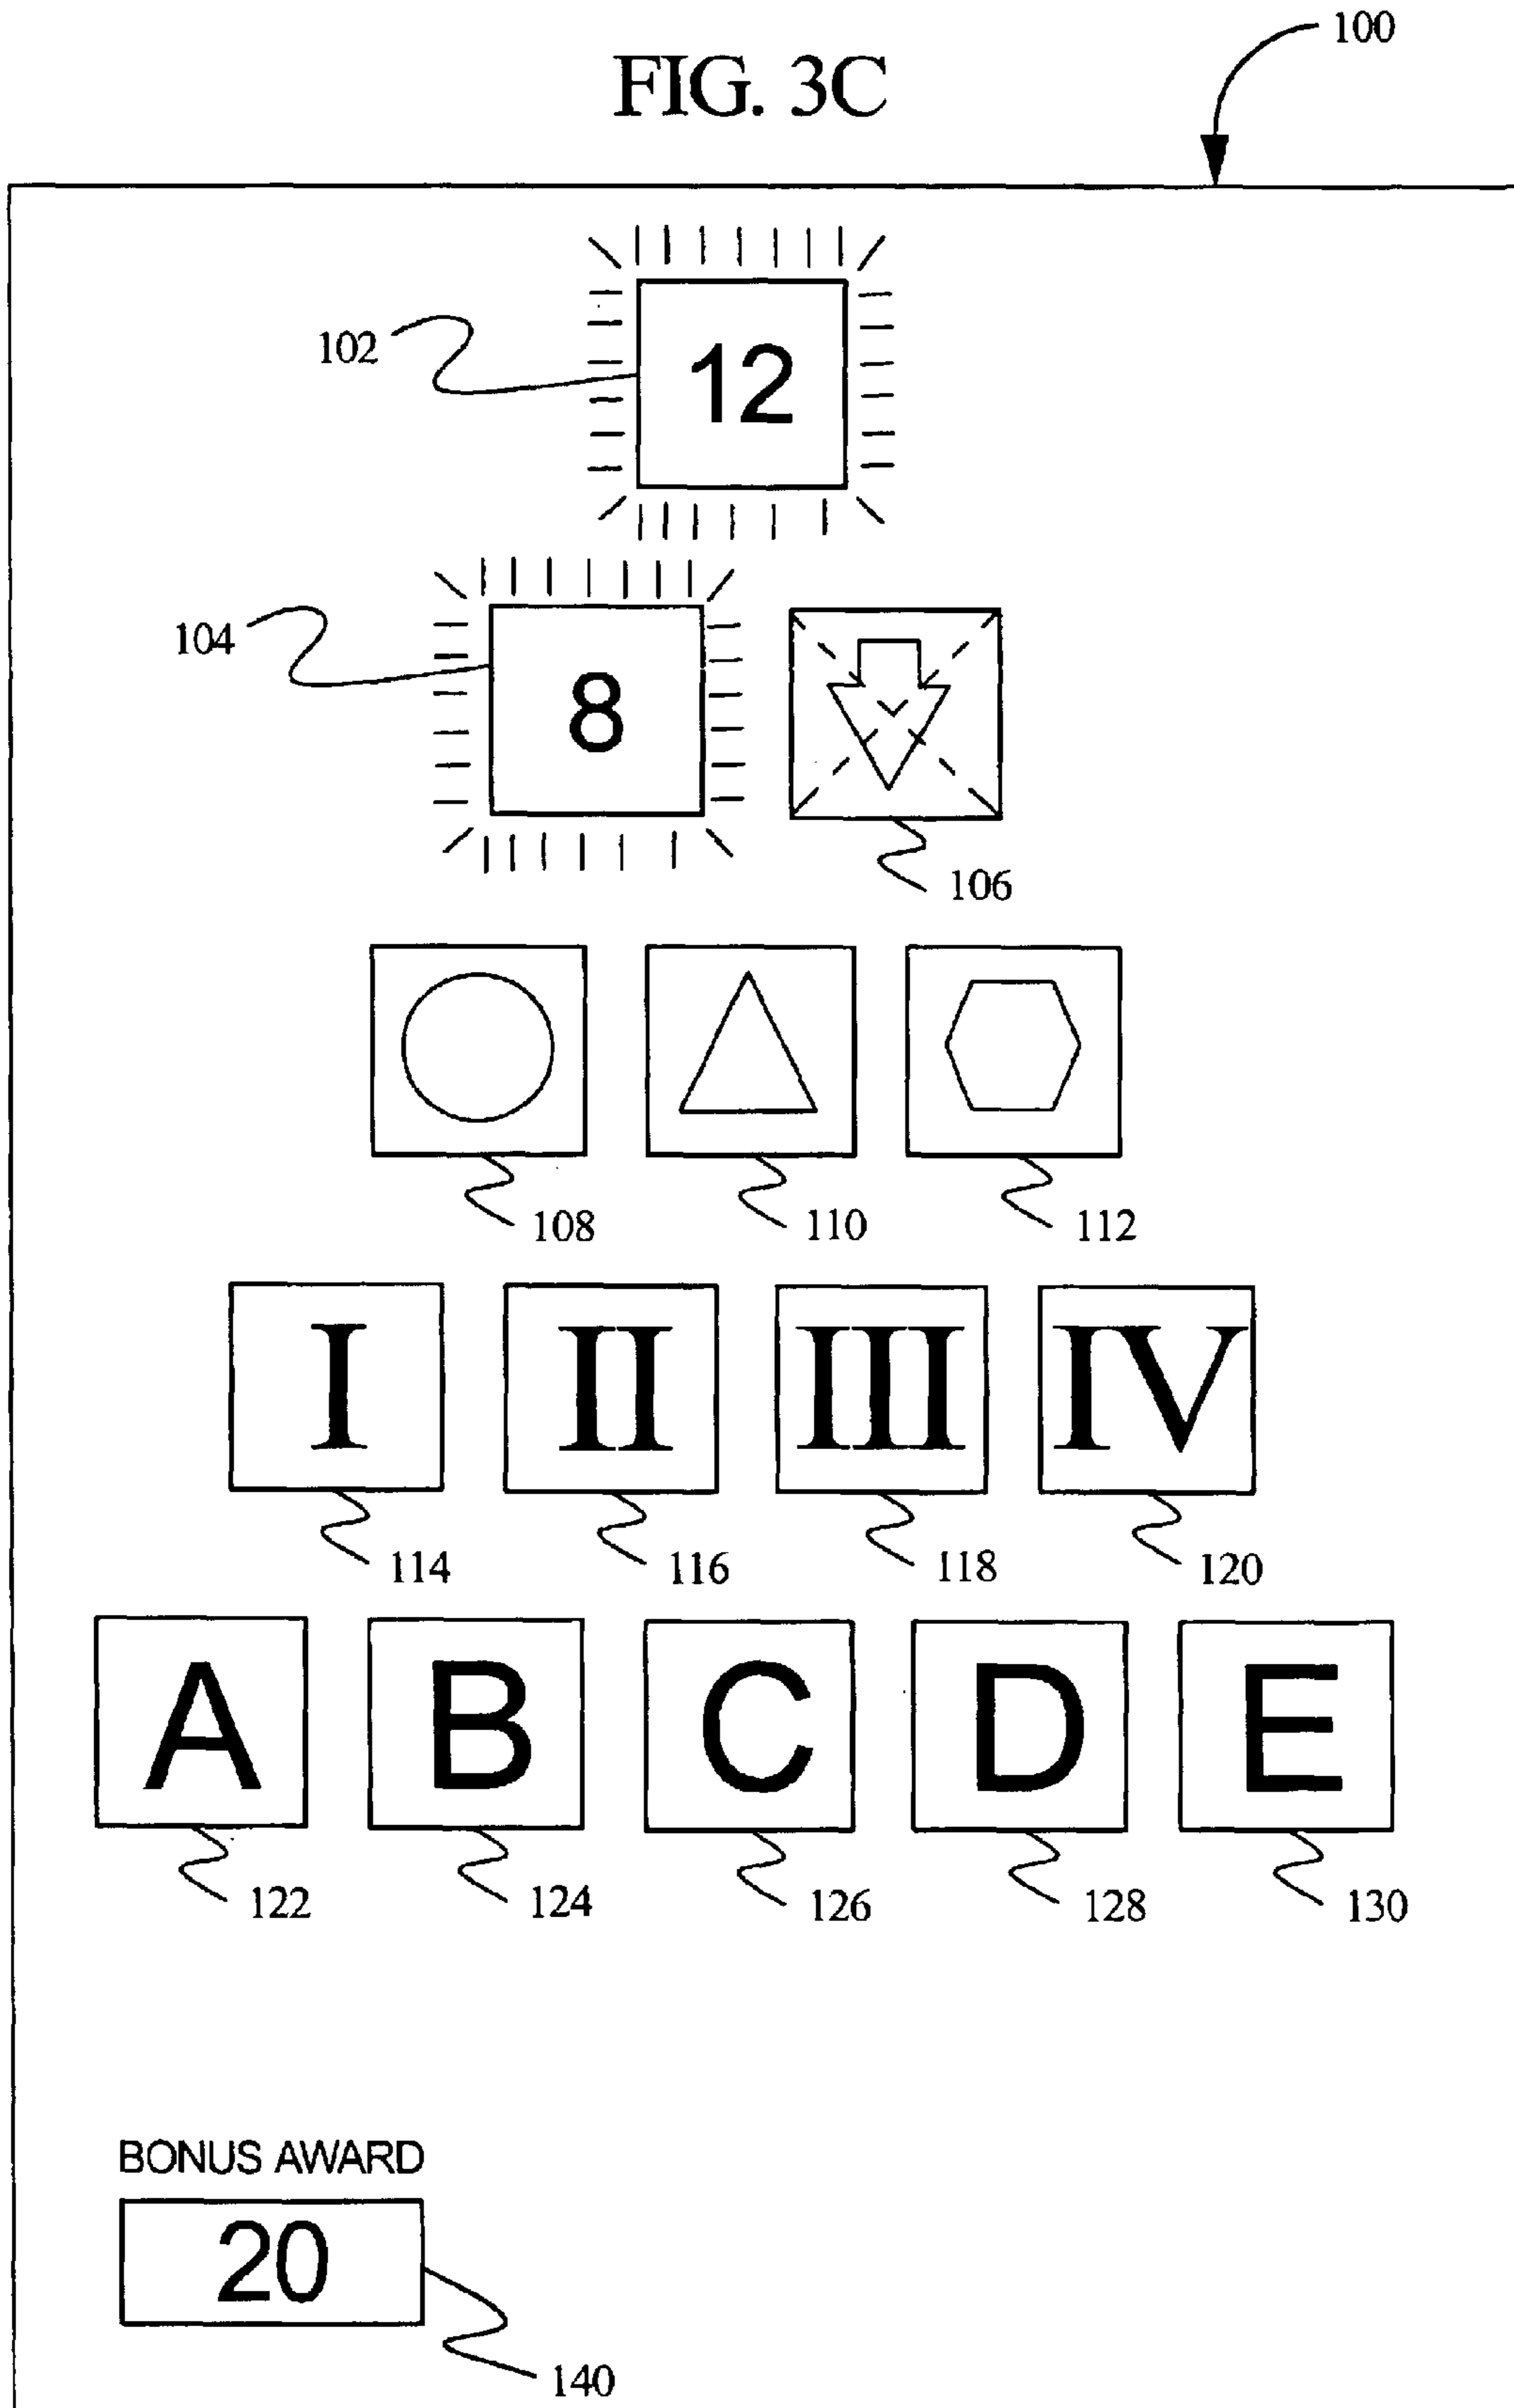 100
FIG. 3C
102
12
104
8
106
108 110 112
I II III IV
114 116 118 120
A B C D E
122 124 126 128 130
BONUS AWARD
20
140